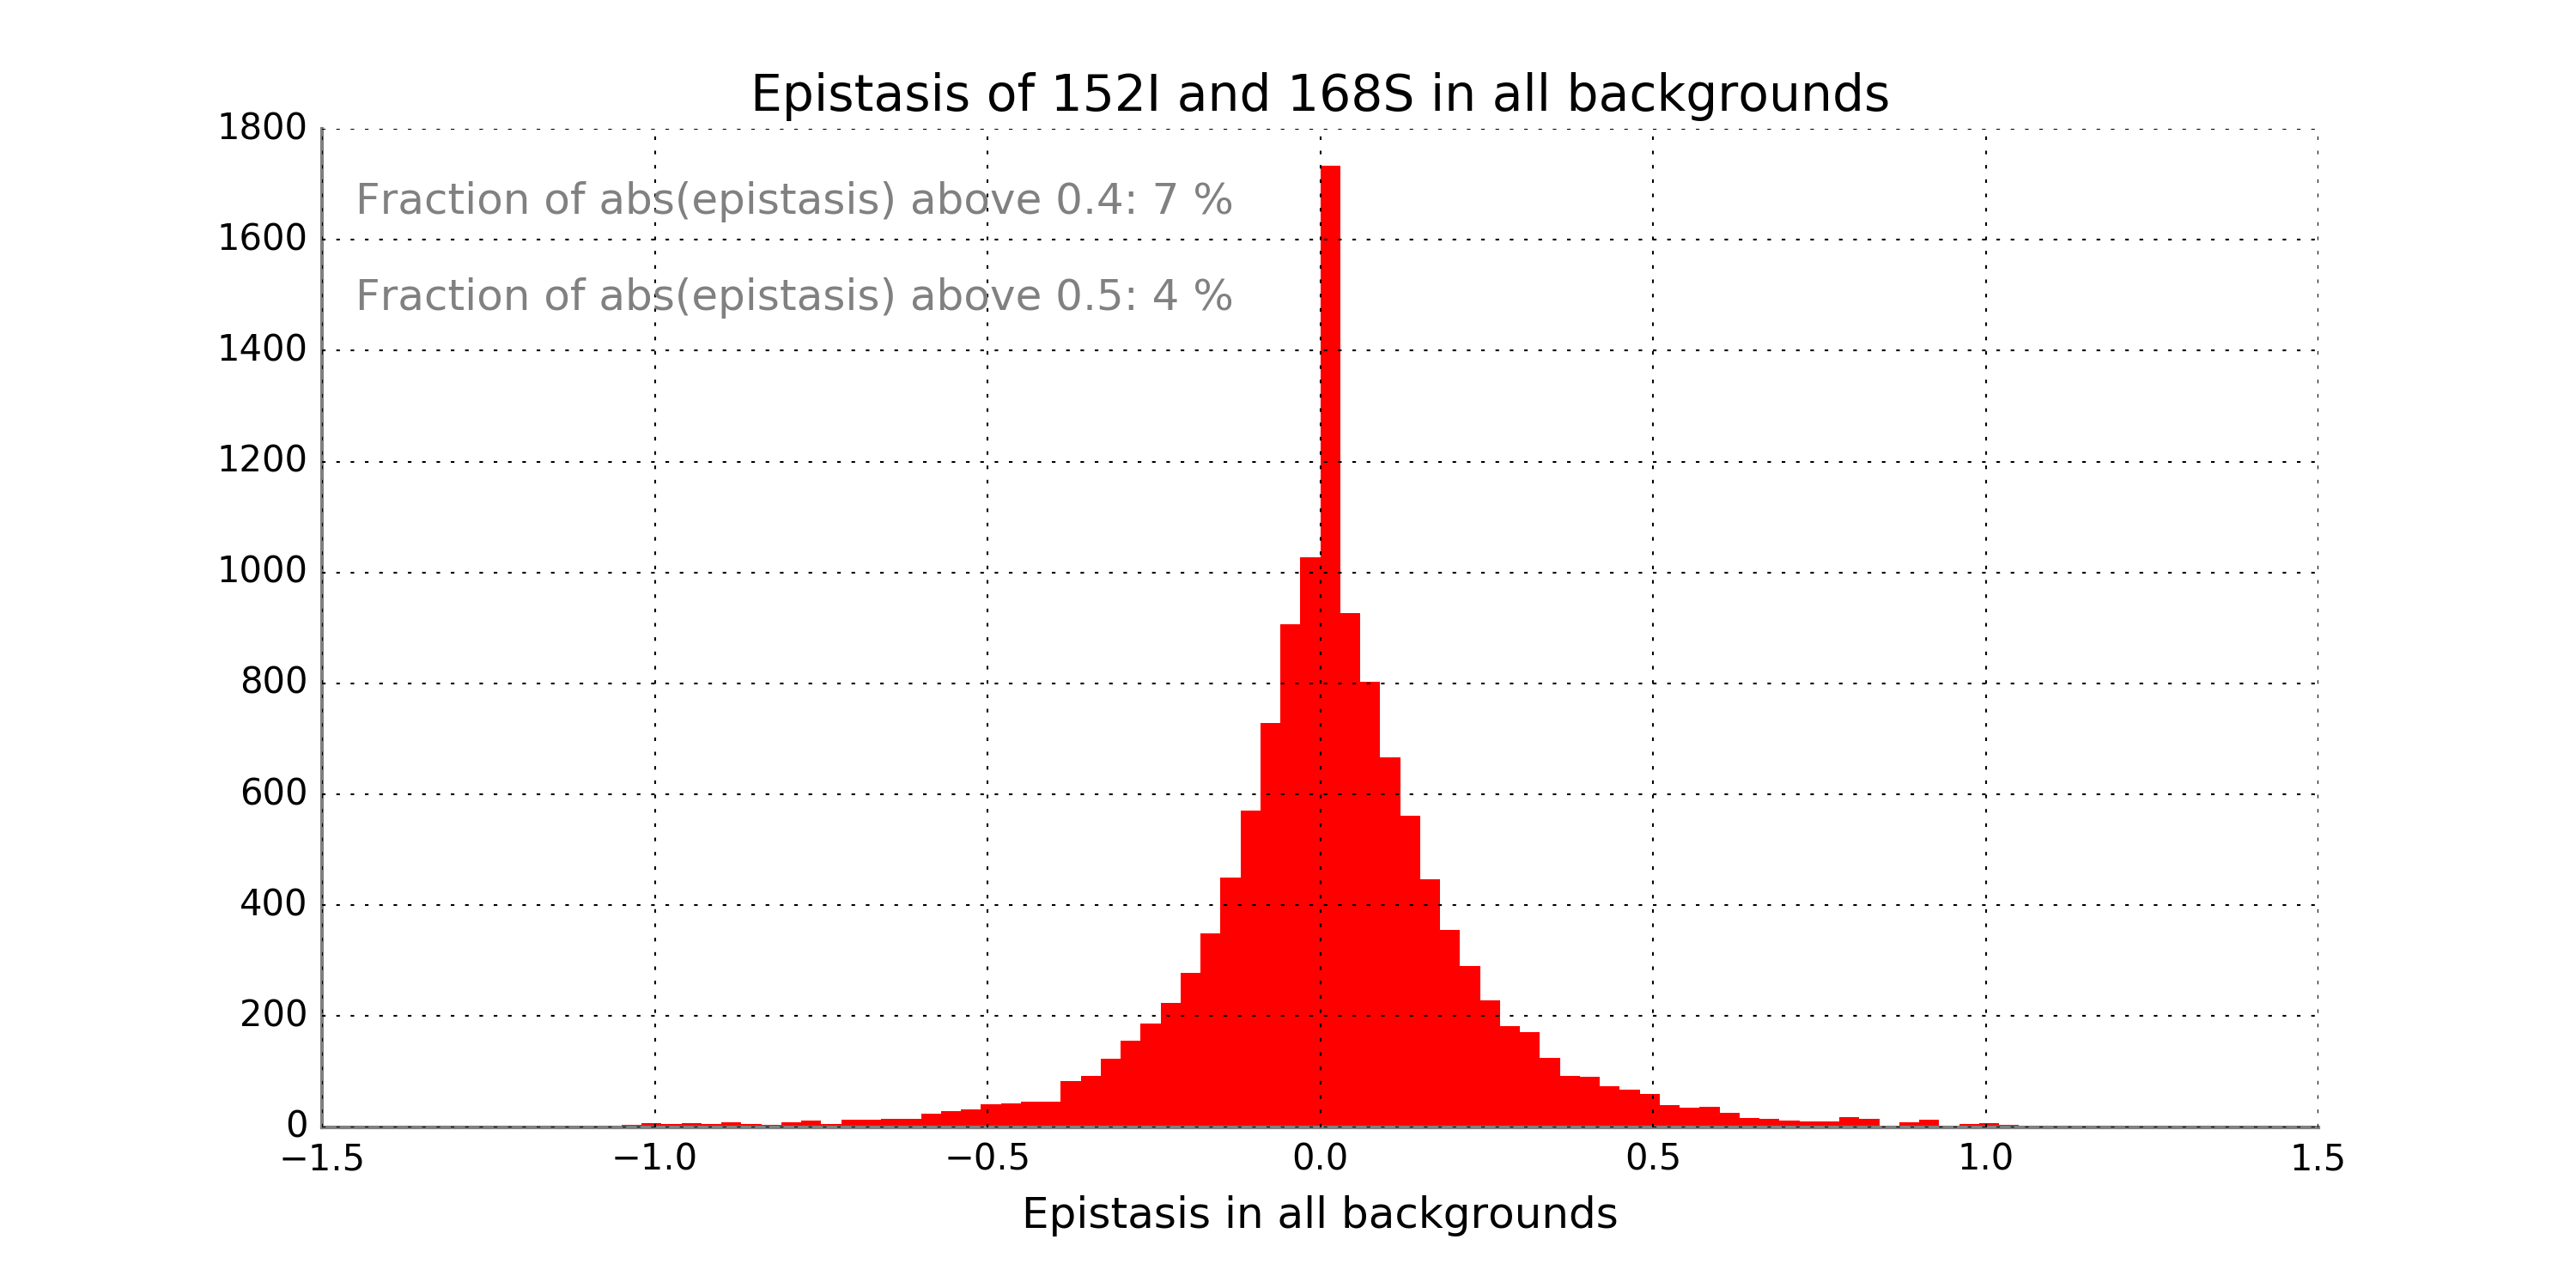 Epistasis of 152I and 168S in all backgrounds
1800
Fraction of abs(epistasis) above 0.4: 7 %
1600
Fraction of abs(epistasis) above 0.5: 4 %
1400
1200
1000
800
600
400
200
0
−1.5 −1.0 −0.5 0.0 0.5 1.0 1.5
Epistasis in all backgrounds